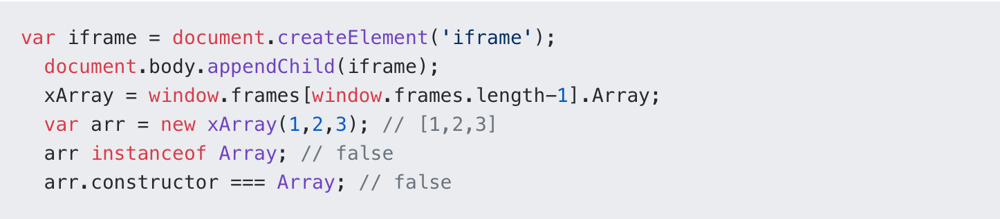 var iframe = document.createElement('iframe');
document.body.appendChild(iframe);
xArray = window.frames[window.frames.length-1].Array;
var arr = new xArray(1,2,3); // [1,2,3]
arr instanceof Array; // false
arr.constructor === Array; // false